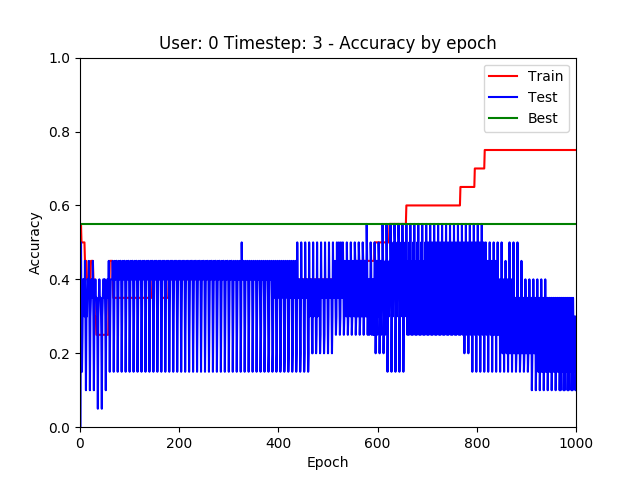 User: 0 Timestep: 3 - Accuracy by epoch
1.0
0.8
0.6
0.4
0.2
0.0
Accuracy
Train
Test
Best
0 200 400 600 800 1000
Epoch